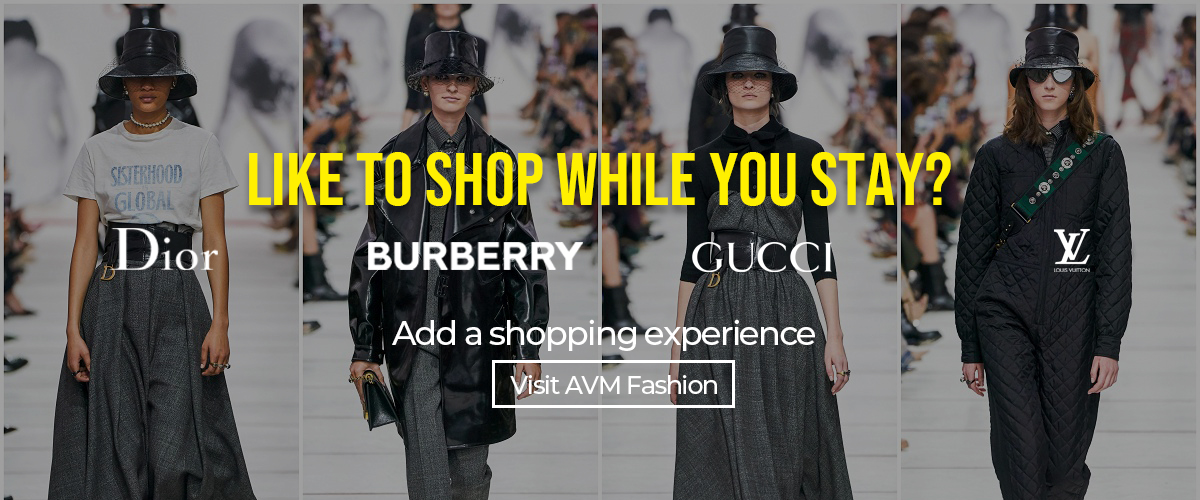 LIKE TO SHOP WHILE YOU STAY?
SISTERHOOD
GLOBAL
Dior
BURBERRY
GUCCI
LV
LOUIS VUITTON
D
D
Add a shopping experience
Visit AVM Fashion